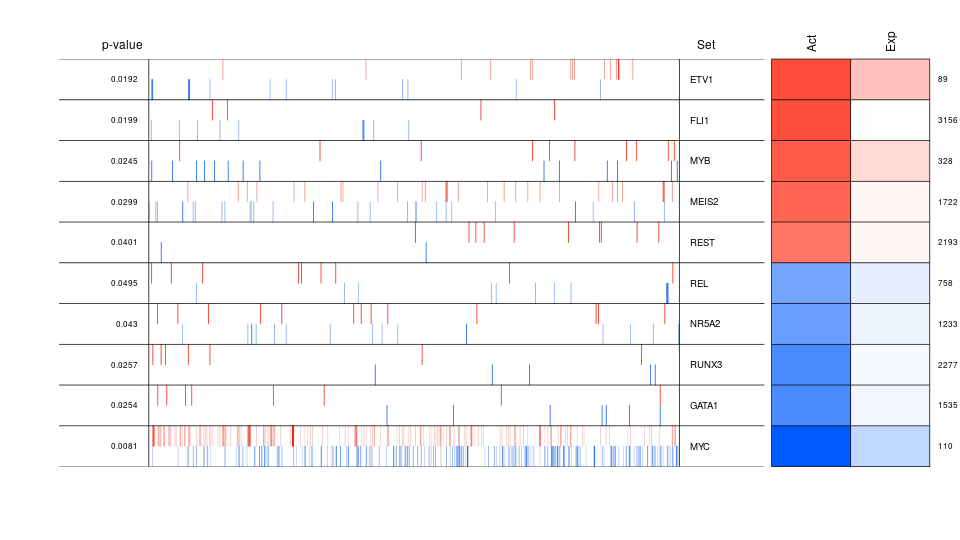 p-value Set Act Exp
0.0192 ETV1 89
0.0199 FLI1 3156
0.0245 MYB 328
0.0299 MEIS2 1722
0.0401 REST 2193
0.0495 REL 758
0.043 NR5A2 1233
0.0257 RUNX3 2277
0.0254 GATA1 1535
0.0081 MYC 110